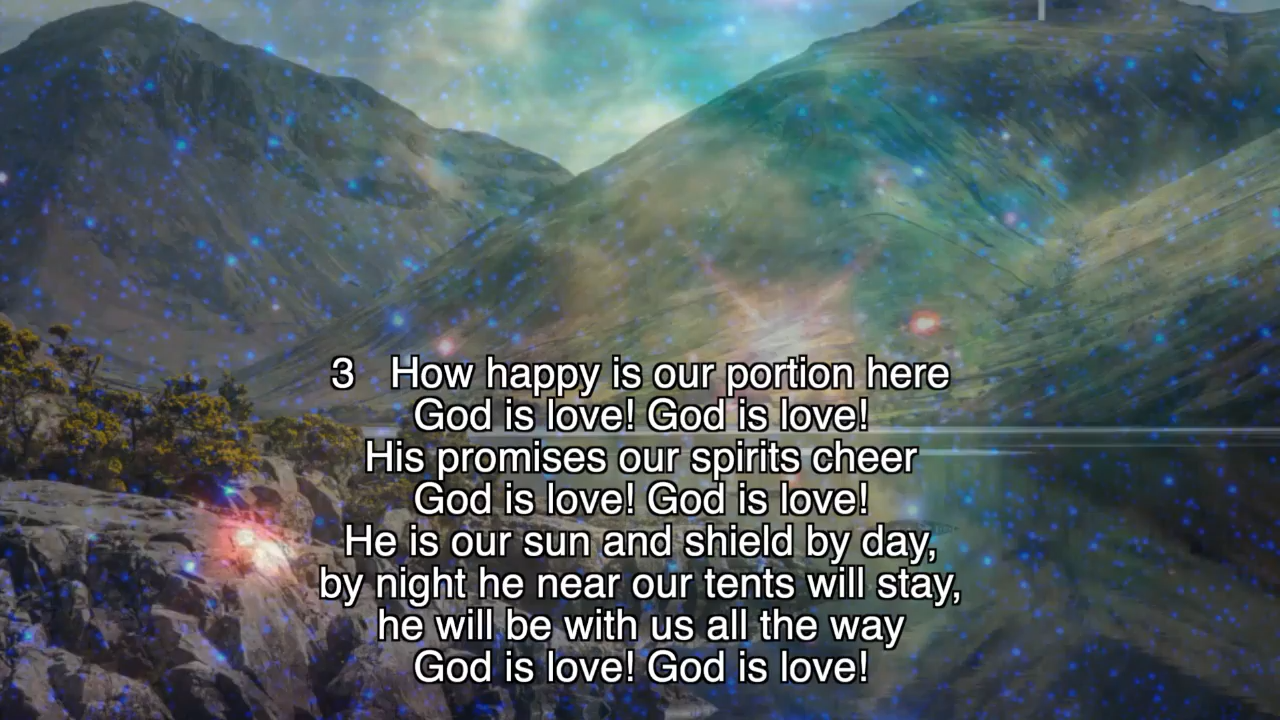 3 How happy is our portion here
God is love! God is love!
His promises our spirits cheer
God is love! God is love!
He is our sun and shield by day,
by night he near our tents will stay,
he will be with us all the way
God is love! God is love!